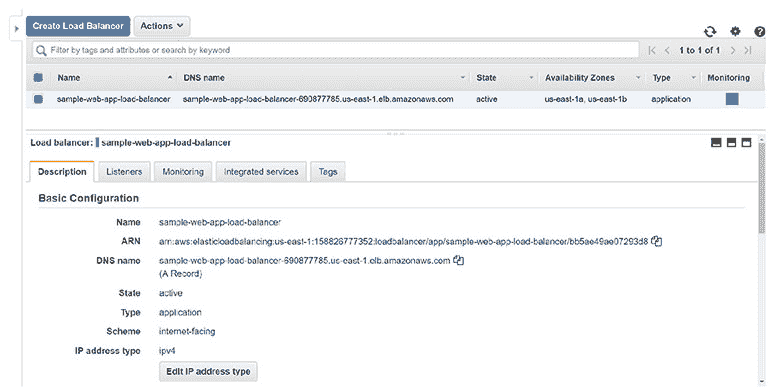 Create Load Balancer Actions
Filter by tags and attributes or search by keyword 1 to 1 of 1
Name DNS name State Availability Zones Type Monitoring
sample-web-app-load-balancer sample-web-app-load-balancer-690877785.us-east-1.elb.amazonaws.com active us-east-1a, us-east-1b application
Load balancer: sample-web-app-load-balancer
Description Listeners Monitoring Integrated services Tags
Basic Configuration
Name sample-web-app-load-balancer
ARN arn:aws:elasticloadbalancing:us-east-1:158826777352:loadbalancer/app/sample-web-app-load-balancer/bb5ae49ae07293d8
DNS name sample-web-app-load-balancer-690877785.us-east-1.elb.amazonaws.com
(A Record)
State active
Type application
Scheme internet-facing
IP address type ipv4
Edit IP address type